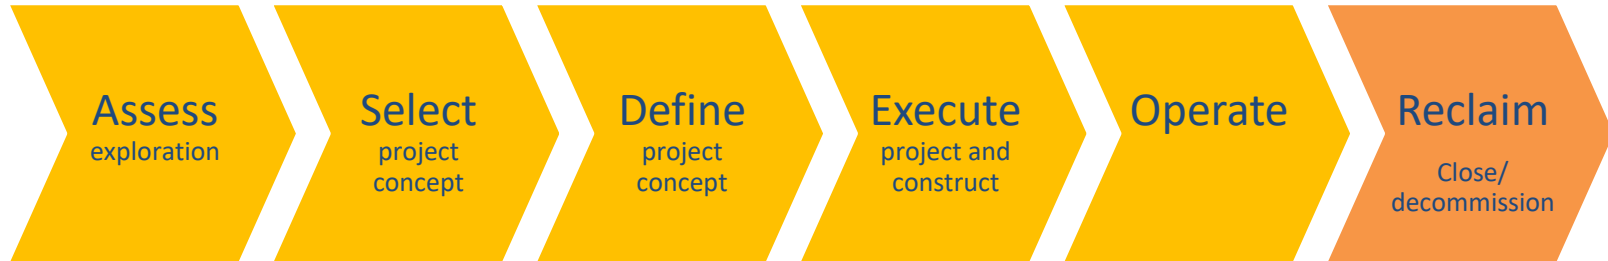 Assess
exploration
Select
project
concept
Define
project
concept
Execute
project and
construct
Operate
Reclaim
Close/
decommission